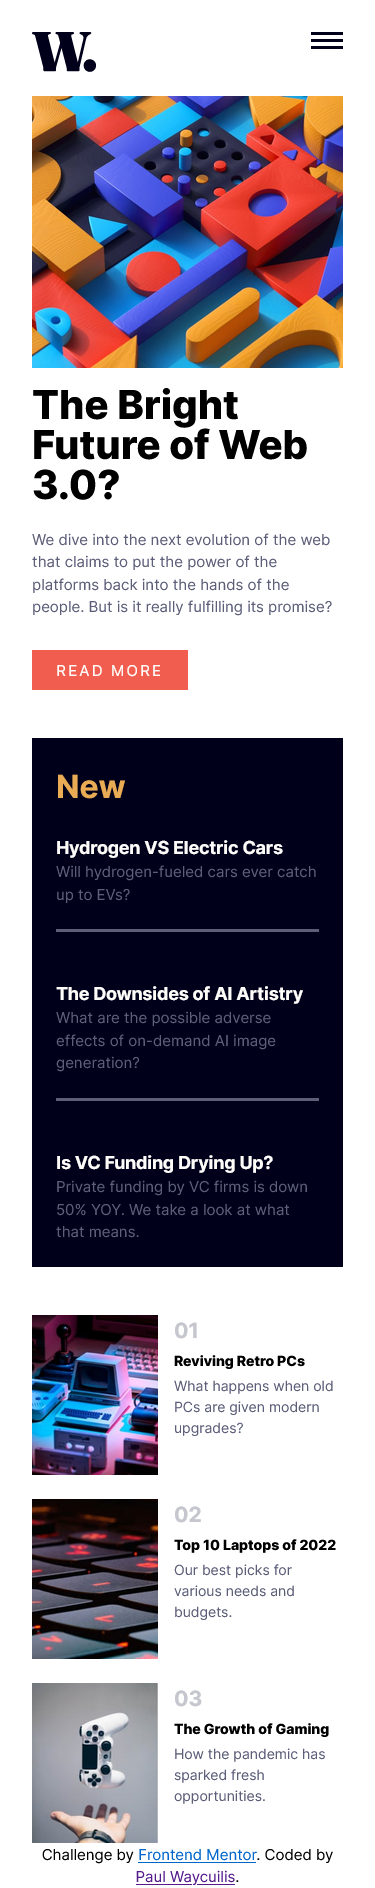 W.
The Bright
Future of Web
3.0?
We dive into the next evolution of the web
that claims to put the power of the
platforms back into the hands of the
people. But is it really fulfilling its promise?
READ MORE
New
Hydrogen VS Electric Cars
Will hydrogen-fueled cars ever catch
up to EVs?
The Downsides of AI Artistry
What are the possible adverse
effects of on-demand AI image
generation?
Is VC Funding Drying Up?
Private funding by VC firms is down
50% YOY. We take a look at what
that means.
01
Reviving Retro PCs
What happens when old
PCs are given modern
upgrades?
02
Top 10 Laptops of 2022
Our best picks for
various needs and
budgets.
03
The Growth of Gaming
How the pandemic has
sparked fresh
opportunities.
Challenge by Frontend Mentor. Coded by
Paul Waycuilis.